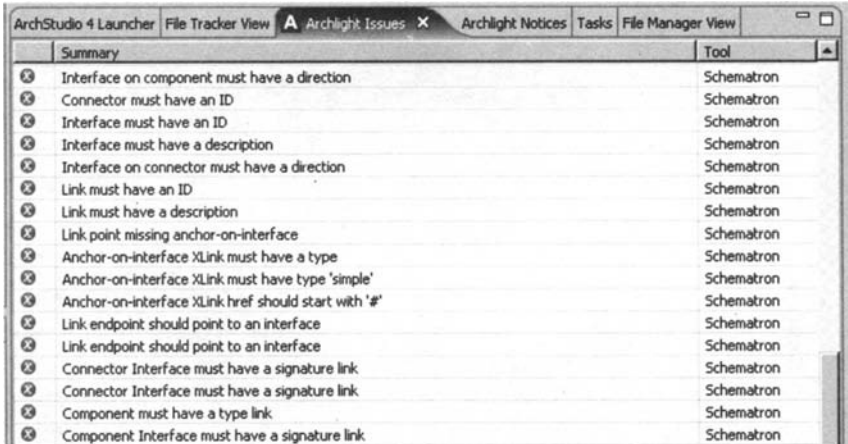 ArchStudio 4 Launcher File Tracker View A Archlight Issues X Archlight Notices Tasks File Manager View
Summary Tool
Interface on component must have a direction Schematron
Connector must have an ID Schematron
Interface must have an ID Schematron
Interface must have a description Schematron
Interface on connector must have a direction Schematron
Link must have an ID Schematron
Link must have a description Schematron
Link point missing anchor-on-interface Schematron
Anchor-on-interface XLink must have a type Schematron
Anchor-on-interface XLink must have type 'simple' Schematron
Anchor-on-interface XLink href should start with '#' Schematron
Link endpoint should point to an interface Schematron
Link endpoint should point to an interface Schematron
Connector Interface must have a signature link Schematron
Connector Interface must have a signature link Schematron
Component must have a type link Schematron
Component Interface must have a signature link Schematron